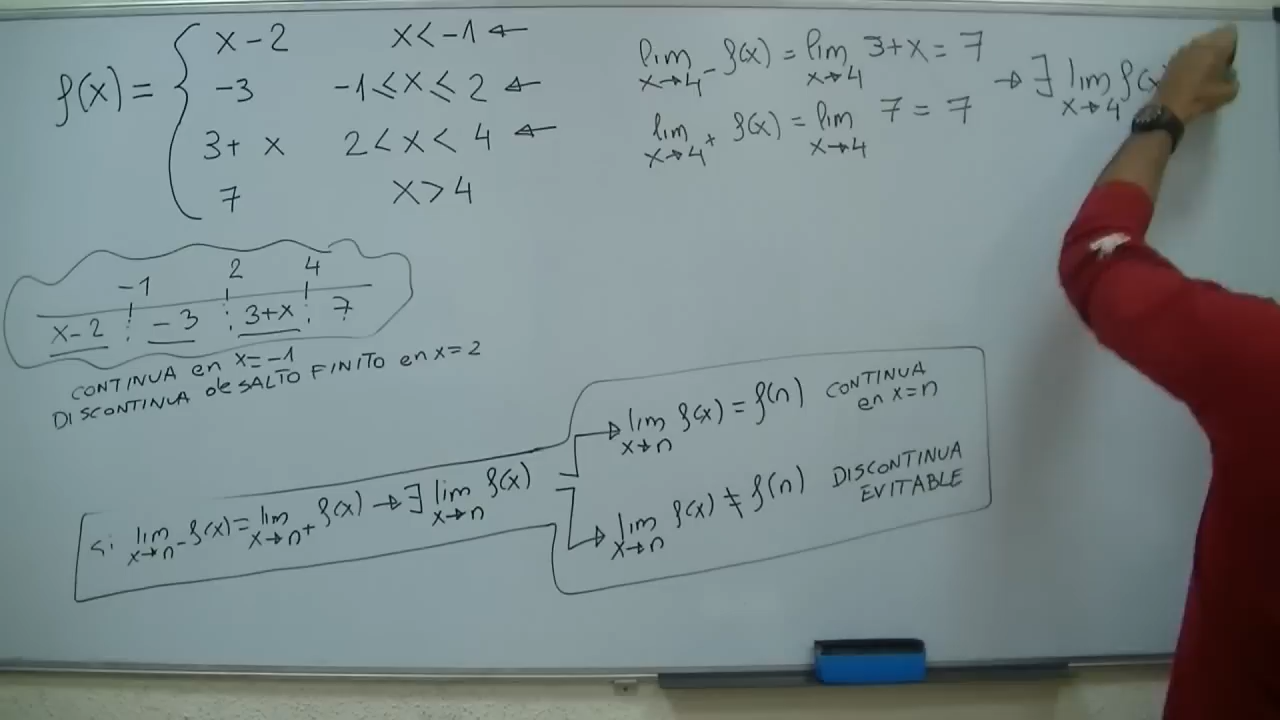 f(x) = { x-2 x < -1 ←
-3 -1 ≤ x ≤ 2 ←
3+ x 2 < x < 4 ←
7 x > 4
lim x→4⁻ f(x) = lim x→4 3+x = 7
lim x→4⁺ f(x) = lim x→4 7 = 7
→ ∃ lim x→4 f(x)
-1 2 4
x-2 -3 3+x 7
CONTINUA en x=-1
DISCONTINUA de SALTO FINITO en x=2
Si lim x→n⁻ f(x) = lim x→n⁺ f(x) → ∃ lim x→n f(x)
lim x→n f(x) = f(n) CONTINUA en x=n
lim x→n f(x) ≠ f(n) DISCONTINUA EVITABLE